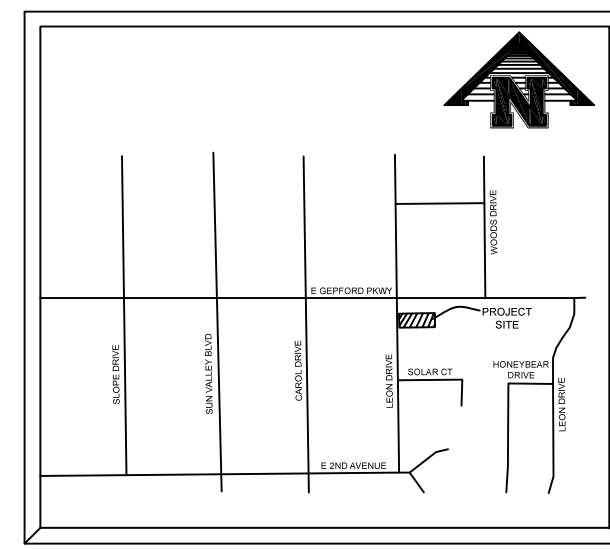 N
WOODS DRIVE
E GEPFORD PKWY
PROJECT
SITE
SLOPE DRIVE
SUN VALLEY BLVD
CAROL DRIVE
LEON DRIVE
SOLAR CT
HONEYBEAR
DRIVE
LEON DRIVE
E 2ND AVENUE